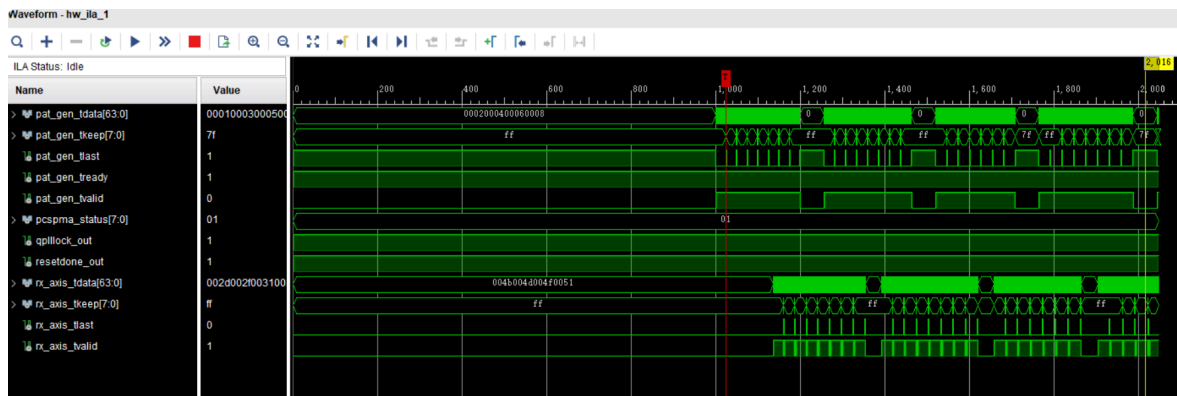 Waveform - hw_ila_1
ILA Status: Idle
2,016
Name Value
0 200 400 600 800 1,000 1,200 1,400 1,600 1,800 2,000
T
pat_gen_tdata[63:0] 00010003000500 0002000400060008 0 0 0 0
pat_gen_tkeep[7:0] 7f ff ff ff 7f ff 7f
pat_gen_tlast 1
pat_gen_tready 1
pat_gen_tvalid 0
pcspma_status[7:0] 01 01
qplllock_out 1
resetdone_out 1
rx_axis_tdata[63:0] 002d002f003100 004b004d004f0051
rx_axis_tkeep[7:0] ff ff ff ff
rx_axis_tlast 0
rx_axis_tvalid 1